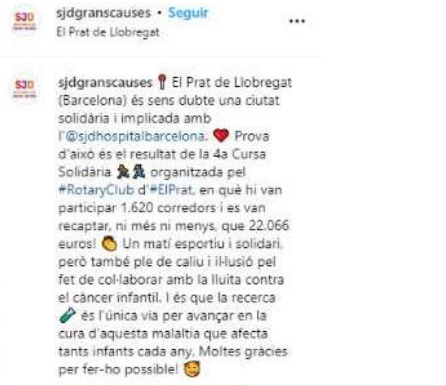 SJD
sjdgranscauses • Seguir
El Prat de Llobregat
...
SJD
sjdgranscauses 📍 El Prat de Llobregat
(Barcelona) és sens dubte una ciutat
solidària i implicada amb
l'@sjdhospitalbarcelona. ❤️ Prova
d'això és el resultat de la 4a Cursa
Solidària 🏃‍♀️🏃‍♂️ organitzada pel
#RotaryClub d'#ElPrat, en què hi van
participar 1.620 corredors i es van
recaptar, ni més ni menys, que 22.066
euros! 👏 Un matí esportiu i solidari,
però també ple de caliu i il·lusió pel
fet de col·laborar amb la lluita contra
el càncer infantil. I és que la recerca
🧪 és l'única via per avançar en la
cura d'aquesta malaltia que afecta
tants infants cada any. Moltes gràcies
per fer-ho possible! 🥰